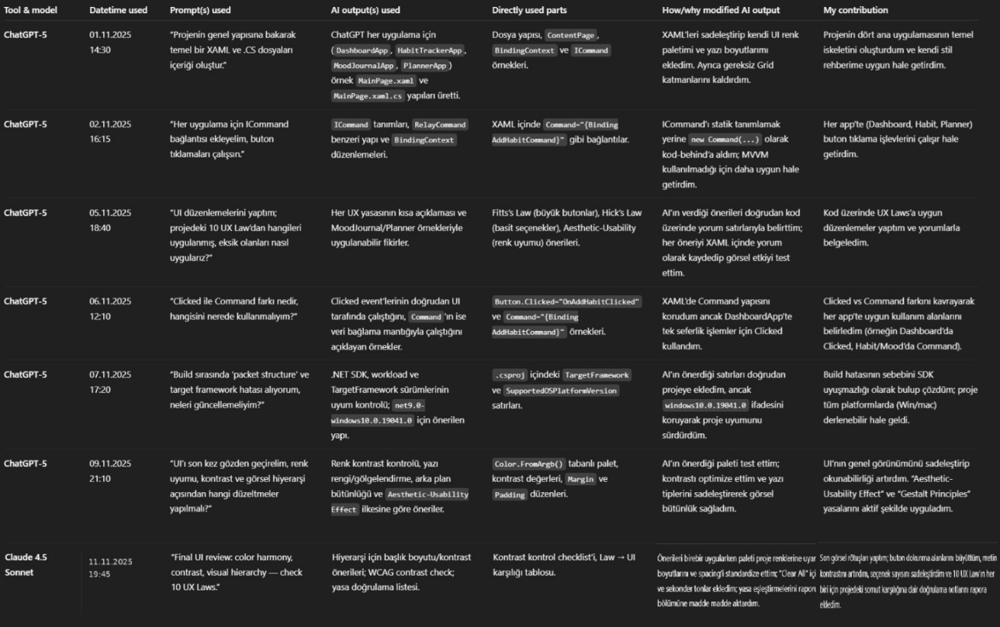 Tool & model Datetime used Prompt(s) used AI output(s) used Directly used parts How/why modified AI output My contribution
ChatGPT-5
01.11.2025
14:30
"Projenin genel yapısına bakarak
temel bir XAML ve .CS dosyaları
içeriği oluştur."
ChatGPT her uygulama için
(DashboardApp, HabitTrackerApp,
MoodJournalApp, PlannerApp)
örnek MainPage.xaml ve
MainPage.xaml.cs yapıları üretti.
Dosya yapısı, ContentPage,
BindingContext ve ICommand
örnekleri.
XAML'leri sadeleştirip kendi UI renk
paletimi ve yazı boyutlarımı
ekledim. Ayrıca gereksiz Grid
katmanlarını kaldırdım.
Projenin dört ana uygulamasının temel
iskeletini oluşturdum ve kendi stil
rehberime uygun hale getirdim.
ChatGPT-5
02.11.2025
16:15
"Her uygulama için ICommand
bağlantısı ekleyelim, buton
tıklamaları çalışsın."
ICommand tanımları, RelayCommand
benzeri yapı ve BindingContext
düzenlemeleri.
XAML içinde Command="{Binding
AddHabitCommand}" gibi bağlantılar.
ICommand'ı statik tanımlamak
yerine new Command(...) olarak
kod-behind'a aldım; MVVM
kullanılmadığı için daha uygun hale
getirdim.
Her app'te (Dashboard, Habit, Planner)
buton tıklama işlevlerini çalışır hale
getirdim.
ChatGPT-5
05.11.2025
18:40
"UI düzenlemelerini yaptım;
projedeki 10 UX Law'dan hangileri
uygulanmış, eksik olanları nasıl
uygularız?"
Her UX yasasının kısa açıklaması ve
MoodJournal/Planner örnekleriyle
uygulanabilir fikirler.
Fitts's Law (büyük butonlar), Hick's Law
(basit seçenekler), Aesthetic-Usability
(renk uyumu) önerileri.
AI'ın verdiği önerileri doğrudan kod
üzerinde yorum satırlarıyla belirttim;
her öneriyi XAML içinde yorum
olarak kaydedip görsel etkiyi test
ettim.
Kod üzerinde UX Laws'a uygun
düzenlemeler yaptım ve yorumlarla
belgeledim.
ChatGPT-5
06.11.2025
12:10
"Clicked ile Command farkı nedir,
hangisini nerede kullanmalıyım?"
Clicked event'lerinin doğrudan UI
tarafında çalıştığını, Command'ın ise
veri bağlama mantığıyla çalıştığını
açıklayan örnekler.
Button.Clicked="OnAddHabitClicked"
ve Command="{Binding
AddHabitCommand}" örnekleri.
XAML'de Command yapısını
korudum ancak DashboardApp'te
tek seferlik işlemler için Clicked
kullandım.
Clicked vs Command farkını kavrayarak
her app'te uygun kullanım alanlarını
belirledim (örneğin Dashboard'da
Clicked, Habit/Mood'da Command).
ChatGPT-5
07.11.2025
17:20
"Build sırasında 'packet structure' ve
target framework hatası alıyorum,
neleri güncellemeliyim?"
.NET SDK, workload ve
TargetFramework sürümlerinin
uyum kontrolü; net9.0-
windows10.0.19041.0 için önerilen
yapı.
.csproj içindeki TargetFramework
ve SupportedOSPlatformVersion
satırları.
AI'ın önerdiği satırları doğrudan
projeye ekledim, ancak
windows10.0.19041.0 ifadesini
koruyarak proje uyumunu
sürdürdüm.
Build hatasının sebebini SDK
uyuşmazlığı olarak bulup çözdüm; proje
tüm platformlarda (Win/mac)
derlenebilir hale geldi.
ChatGPT-5
09.11.2025
21:10
"UI'ı son kez gözden geçirelim, renk
uyumu, kontrast ve görsel hiyerarşi
açısından hangi düzeltmeler
yapılmalı?"
Renk kontrast kontrolü, yazı
rengi/gölgelendirme, arka plan
bütünlüğü ve Aesthetic-Usability
Effect ilkesine göre öneriler.
Color.FromArgb() tabanlı palet,
kontrast değerleri, Margin ve
Padding düzenleri.
AI'ın önerdiği paleti test ettim;
kontrastı optimize ettim ve yazı
tiplerini sadeleştirerek görsel
bütünlük sağladım.
UI'nın genel görünümünü sadeleştirip
okunabilirliği artırdım. "Aesthetic-
Usability Effect" ve "Gestalt Principles"
yasalarını aktif şekilde uyguladım.
Claude 4.5
Sonnet
11.11.2025
19:45
"Final UI review: color harmony,
contrast, visual hierarchy — check
10 UX Laws."
Hiyerarşi için başlık boyutu/kontrast
önerileri; WCAG contrast check;
yasa doğrulama listesi.
Kontrast kontrol checklist'i, Law → UI
karşılığı tablosu.
Önerileri birebir uygularken paleti proje renklerine uyar
boyutlarını ve spacing'i standardize ettim; "Clear All" içi
ve sekonder tonlar ekledim; yasa eşleştirmelerini raporu
bölümüne madde madde aktardım.
Son görsel rötuşları yaptım; buton dokunma alanlarını büyüttüm, metin
kontrastını artırdım, seçenek sayısını sadeleştirdim ve 10 UX Law'ın her
biri için projedeki somut karşılığına dair doğrulama notlarını rapora
ekledim.